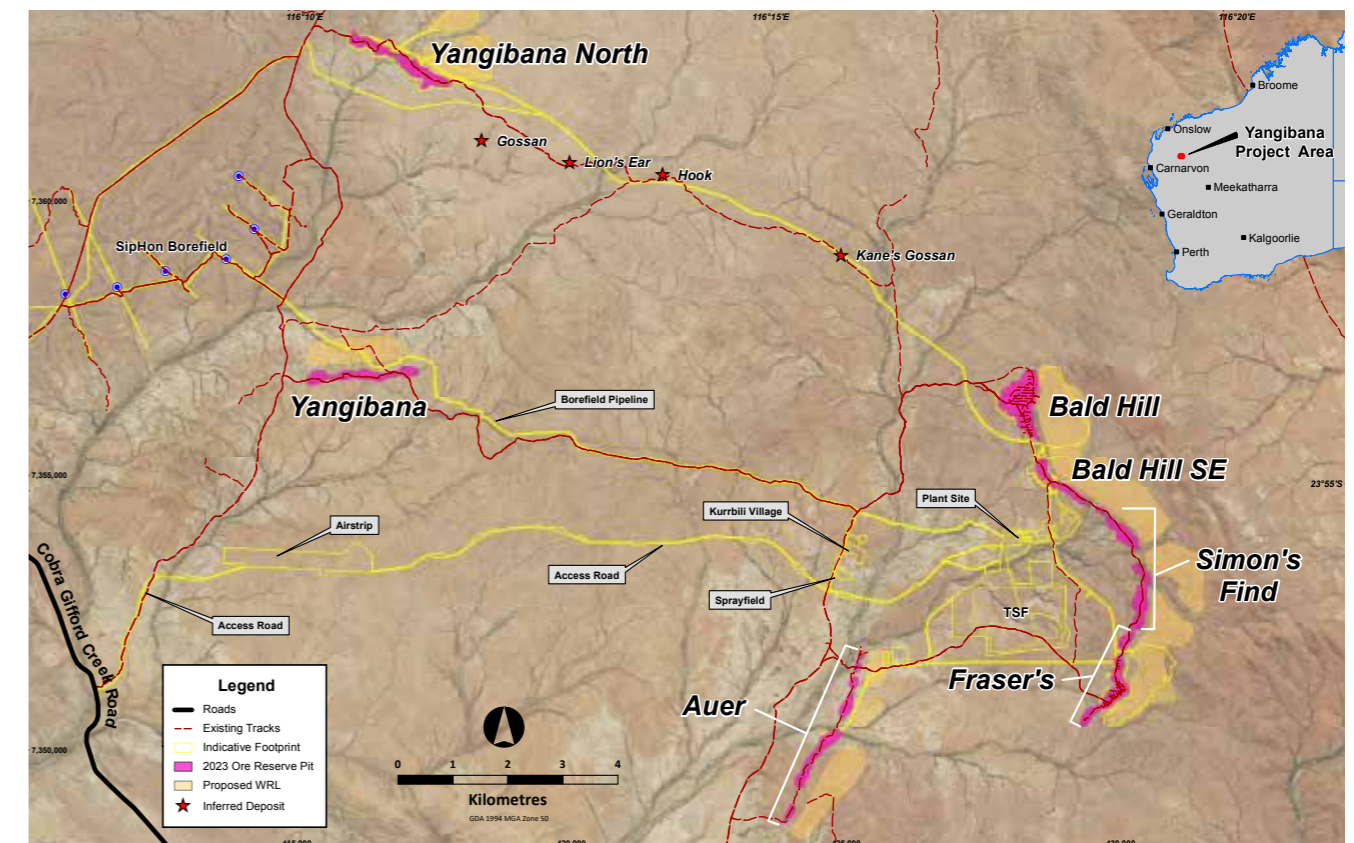 116°10'E
116°15'E
116°20'E
Yangibana North
Broome
Onslow
Yangibana
Project Area
Carnarvon
Meekatharra
Geraldton
Kalgoorlie
Perth
Gossan
Lion's Ear
Hook
7,360,000
SipHon Borefield
Kane's Gossan
Yangibana
Borefield Pipeline
Bald Hill
Bald Hill SE
7,355,000
23°55'S
Plant Site
Kurrbili Village
Airstrip
Access Road
Simon's
Find
Sprayfield
TSF
Access Road
Cobra Gifford Creek Road
Fraser's
Auer
Legend
Roads
Existing Tracks
Indicative Footprint
2023 Ore Reserve Pit
Proposed WRL
Inferred Deposit
7,350,000
0 1 2 3 4
Kilometres
GDA 1994 MGA Zone 50